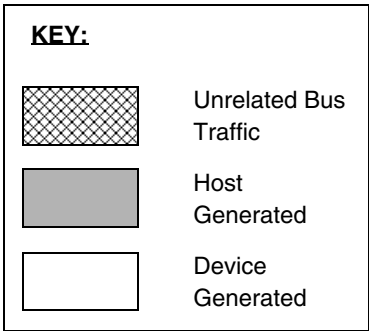 KEY:
Unrelated Bus
Traffic
Host
Generated
Device
Generated